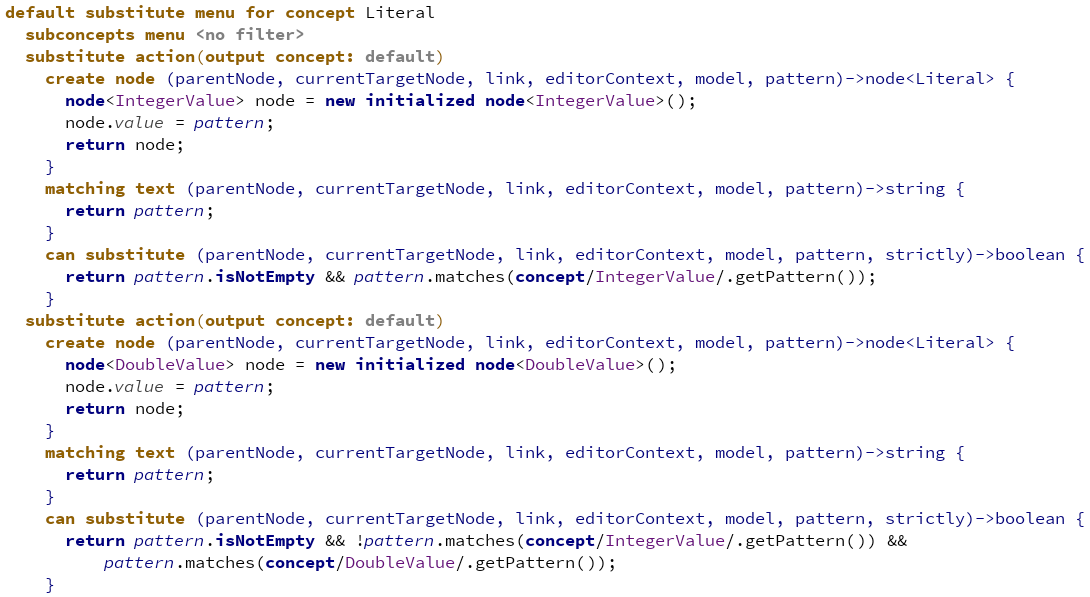 default substitute menu for concept Literal
subconcepts menu <no filter>
substitute action(output concept: default)
create node (parentNode, currentTargetNode, link, editorContext, model, pattern)->node<Literal> {
node<IntegerValue> node = new initialized node<IntegerValue>();
node.value = pattern;
return node;
}
matching text (parentNode, currentTargetNode, link, editorContext, model, pattern)->string {
return pattern;
}
can substitute (parentNode, currentTargetNode, link, editorContext, model, pattern, strictly)->boolean {
return pattern.isNotEmpty && pattern.matches(concept/IntegerValue/.getPattern());
}
substitute action(output concept: default)
create node (parentNode, currentTargetNode, link, editorContext, model, pattern)->node<Literal> {
node<DoubleValue> node = new initialized node<DoubleValue>();
node.value = pattern;
return node;
}
matching text (parentNode, currentTargetNode, link, editorContext, model, pattern)->string {
return pattern;
}
can substitute (parentNode, currentTargetNode, link, editorContext, model, pattern, strictly)->boolean {
return pattern.isNotEmpty && !pattern.matches(concept/IntegerValue/.getPattern()) &&
pattern.matches(concept/DoubleValue/.getPattern());
}